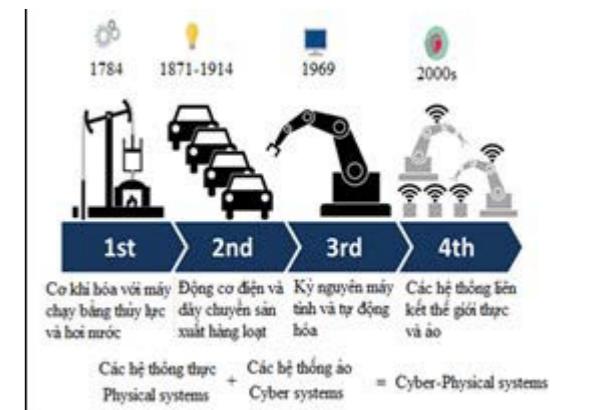 1784 1871-1914 1969 2000s
1st 2nd 3rd 4th
Cơ khí hóa với máy
chạy bằng thủy lực
và hơi nước
Động cơ điện và
dây chuyền sản
xuất hàng loạt
Kỷ nguyên máy
tính và tự động
hóa
Các hệ thống liên
kết thế giới thực
và ảo
Các hệ thống thực + Các hệ thống ảo
Physical systems Cyber systems = Cyber-Physical systems